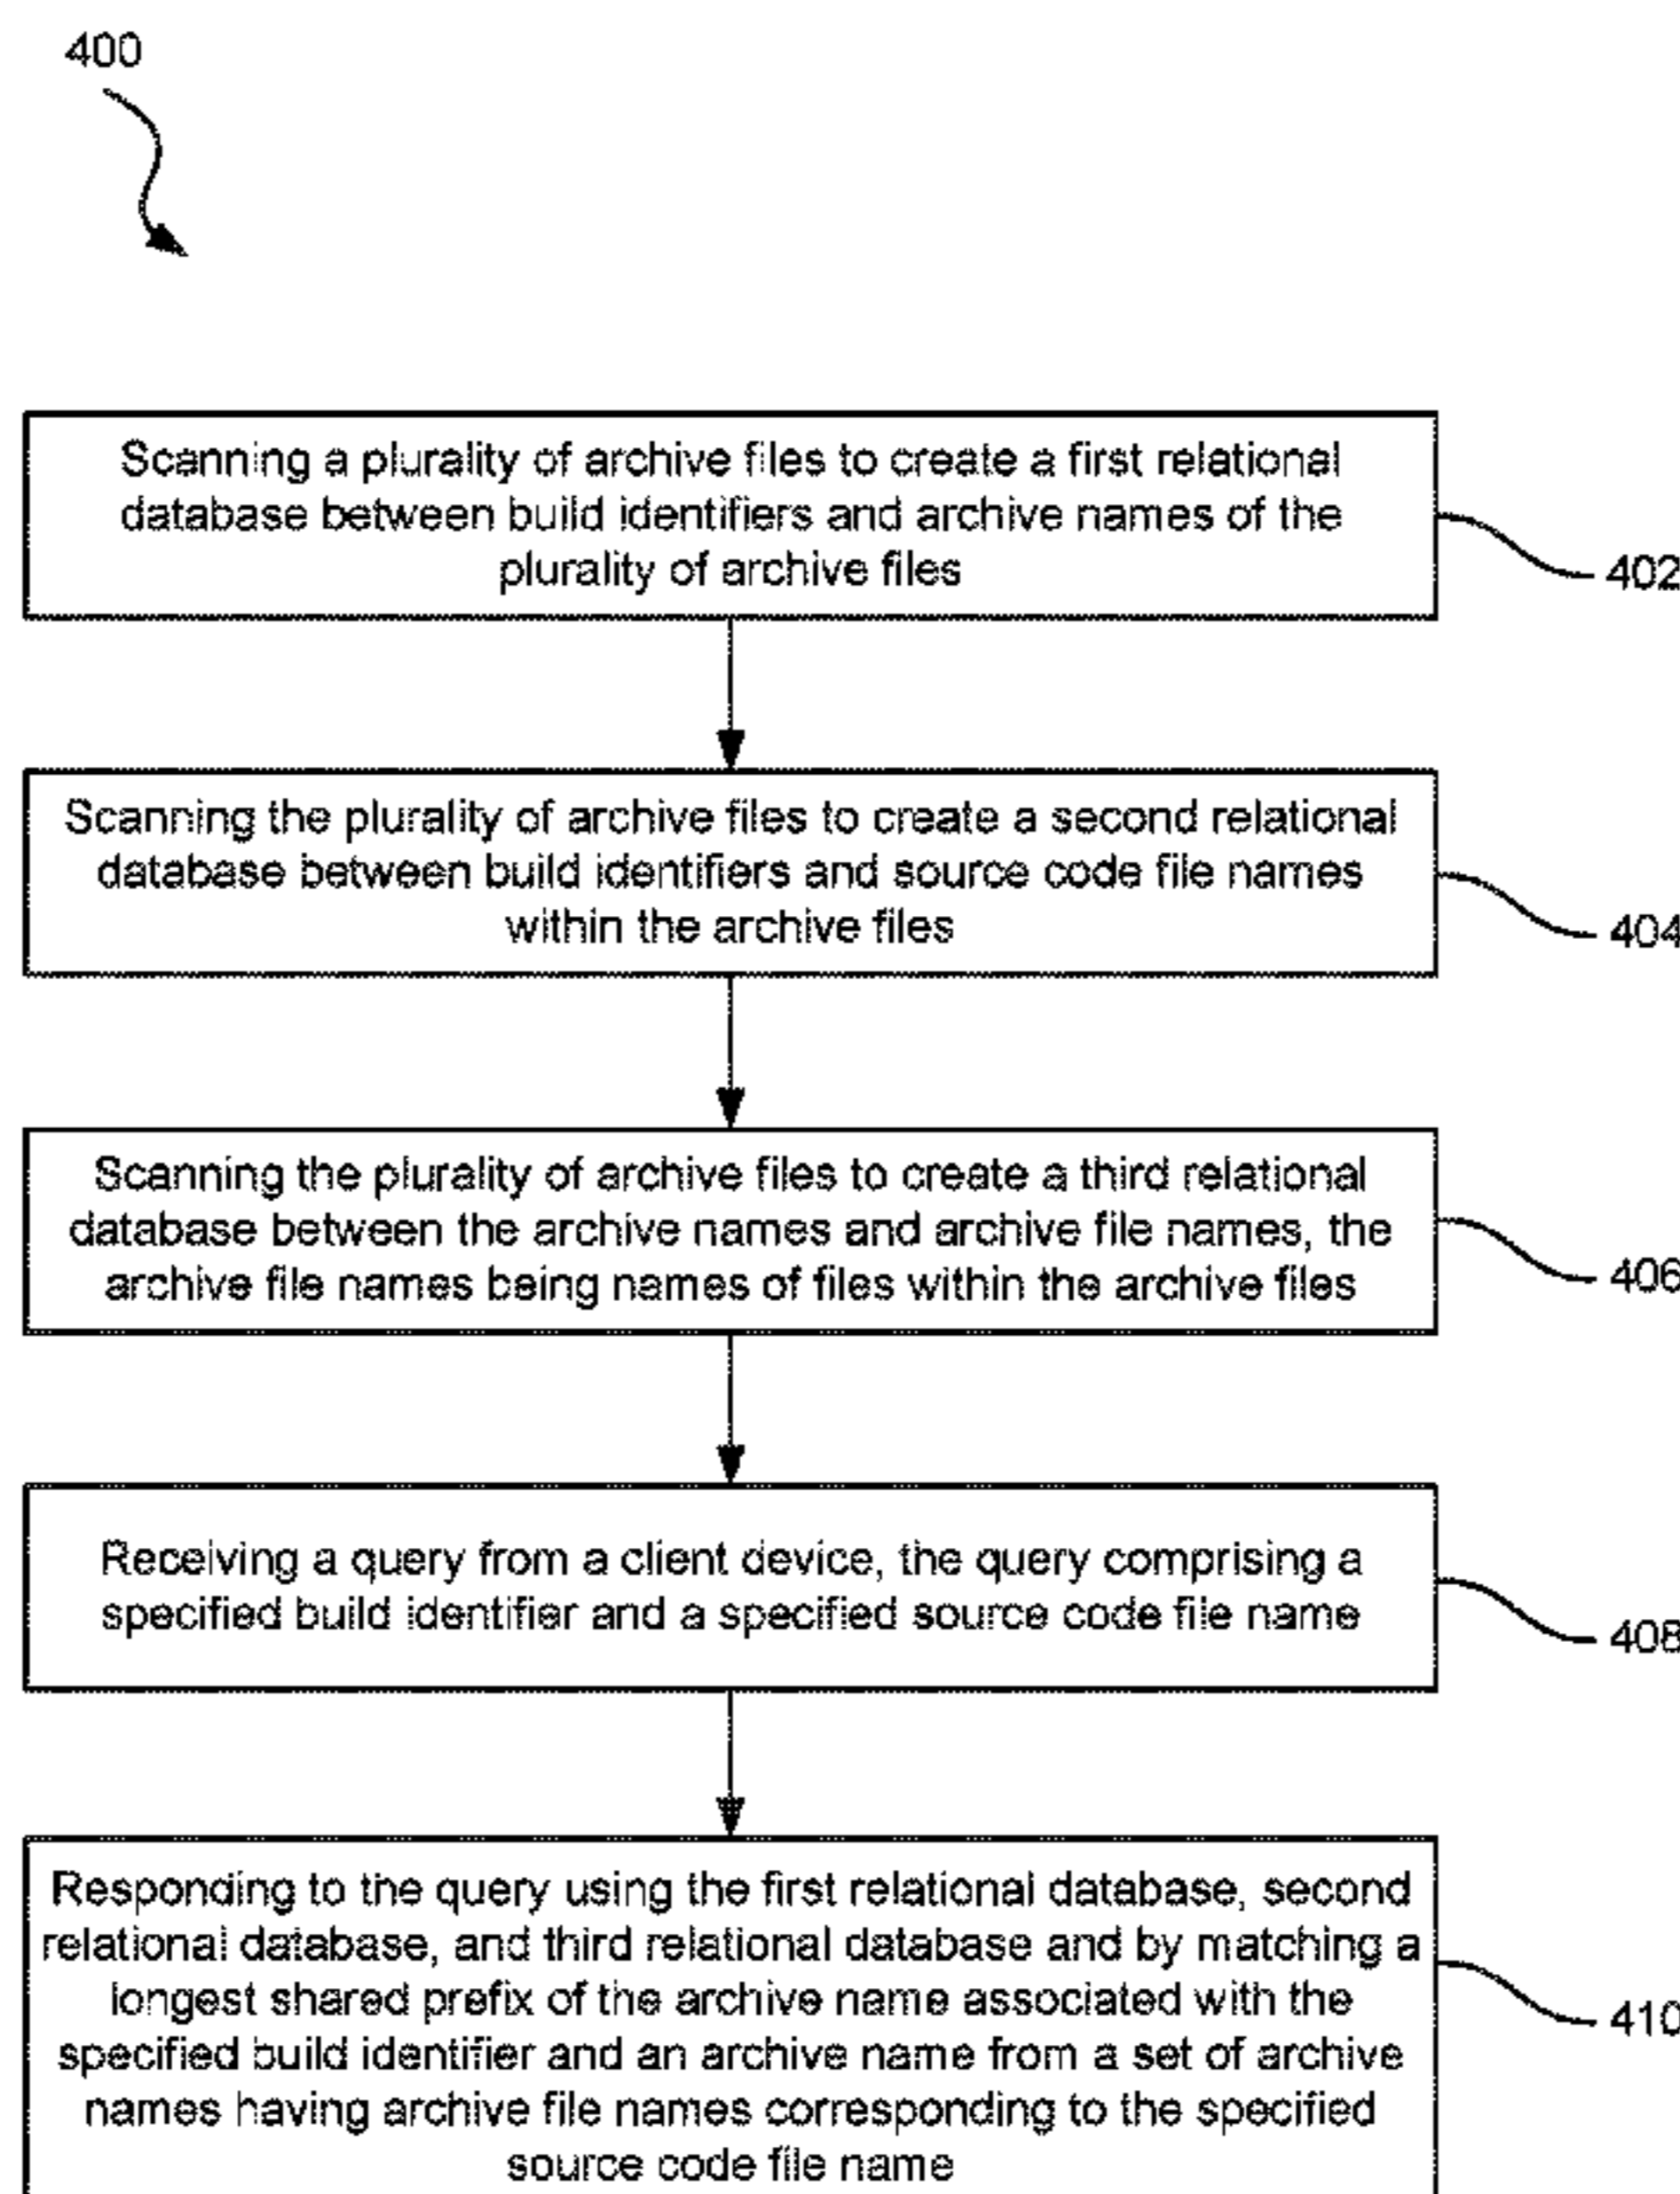 400
Scanning a plurality of archive files to create a first relational
database between build identifiers and archive names of the
plurality of archive files
402
Scanning the plurality of archive files to create a second relational
database between build identifiers and source code file names
within the archive files
404
Scanning the plurality of archive files to create a third relational
database between the archive names and archive file names, the
archive file names being names of files within the archive files
406
Receiving a query from a client device, the query comprising a
specified build identifier and a specified source code file name
408
Responding to the query using the first relational database, second
relational database, and third relational database and by matching a
longest shared prefix of the archive name associated with the
specified build identifier and an archive name from a set of archive
names having archive file names corresponding to the specified
source code file name
410